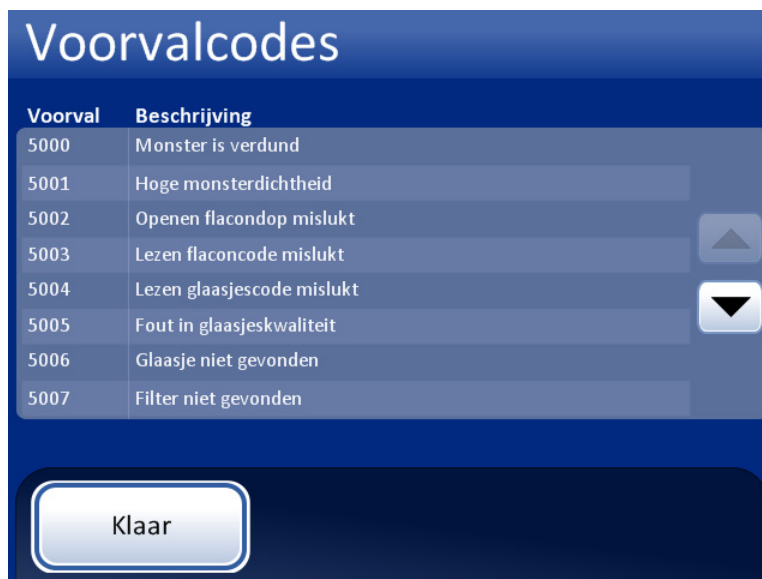 Voorvalcodes
Voorval Beschrijving
5000 Monster is verdund
5001 Hoge monsterdichtheid
5002 Openen flacondop mislukt
5003 Lezen flaconcode mislukt
5004 Lezen glaasjescode mislukt
5005 Fout in glaasjeskwaliteit
5006 Glaasje niet gevonden
5007 Filter niet gevonden
Klaar